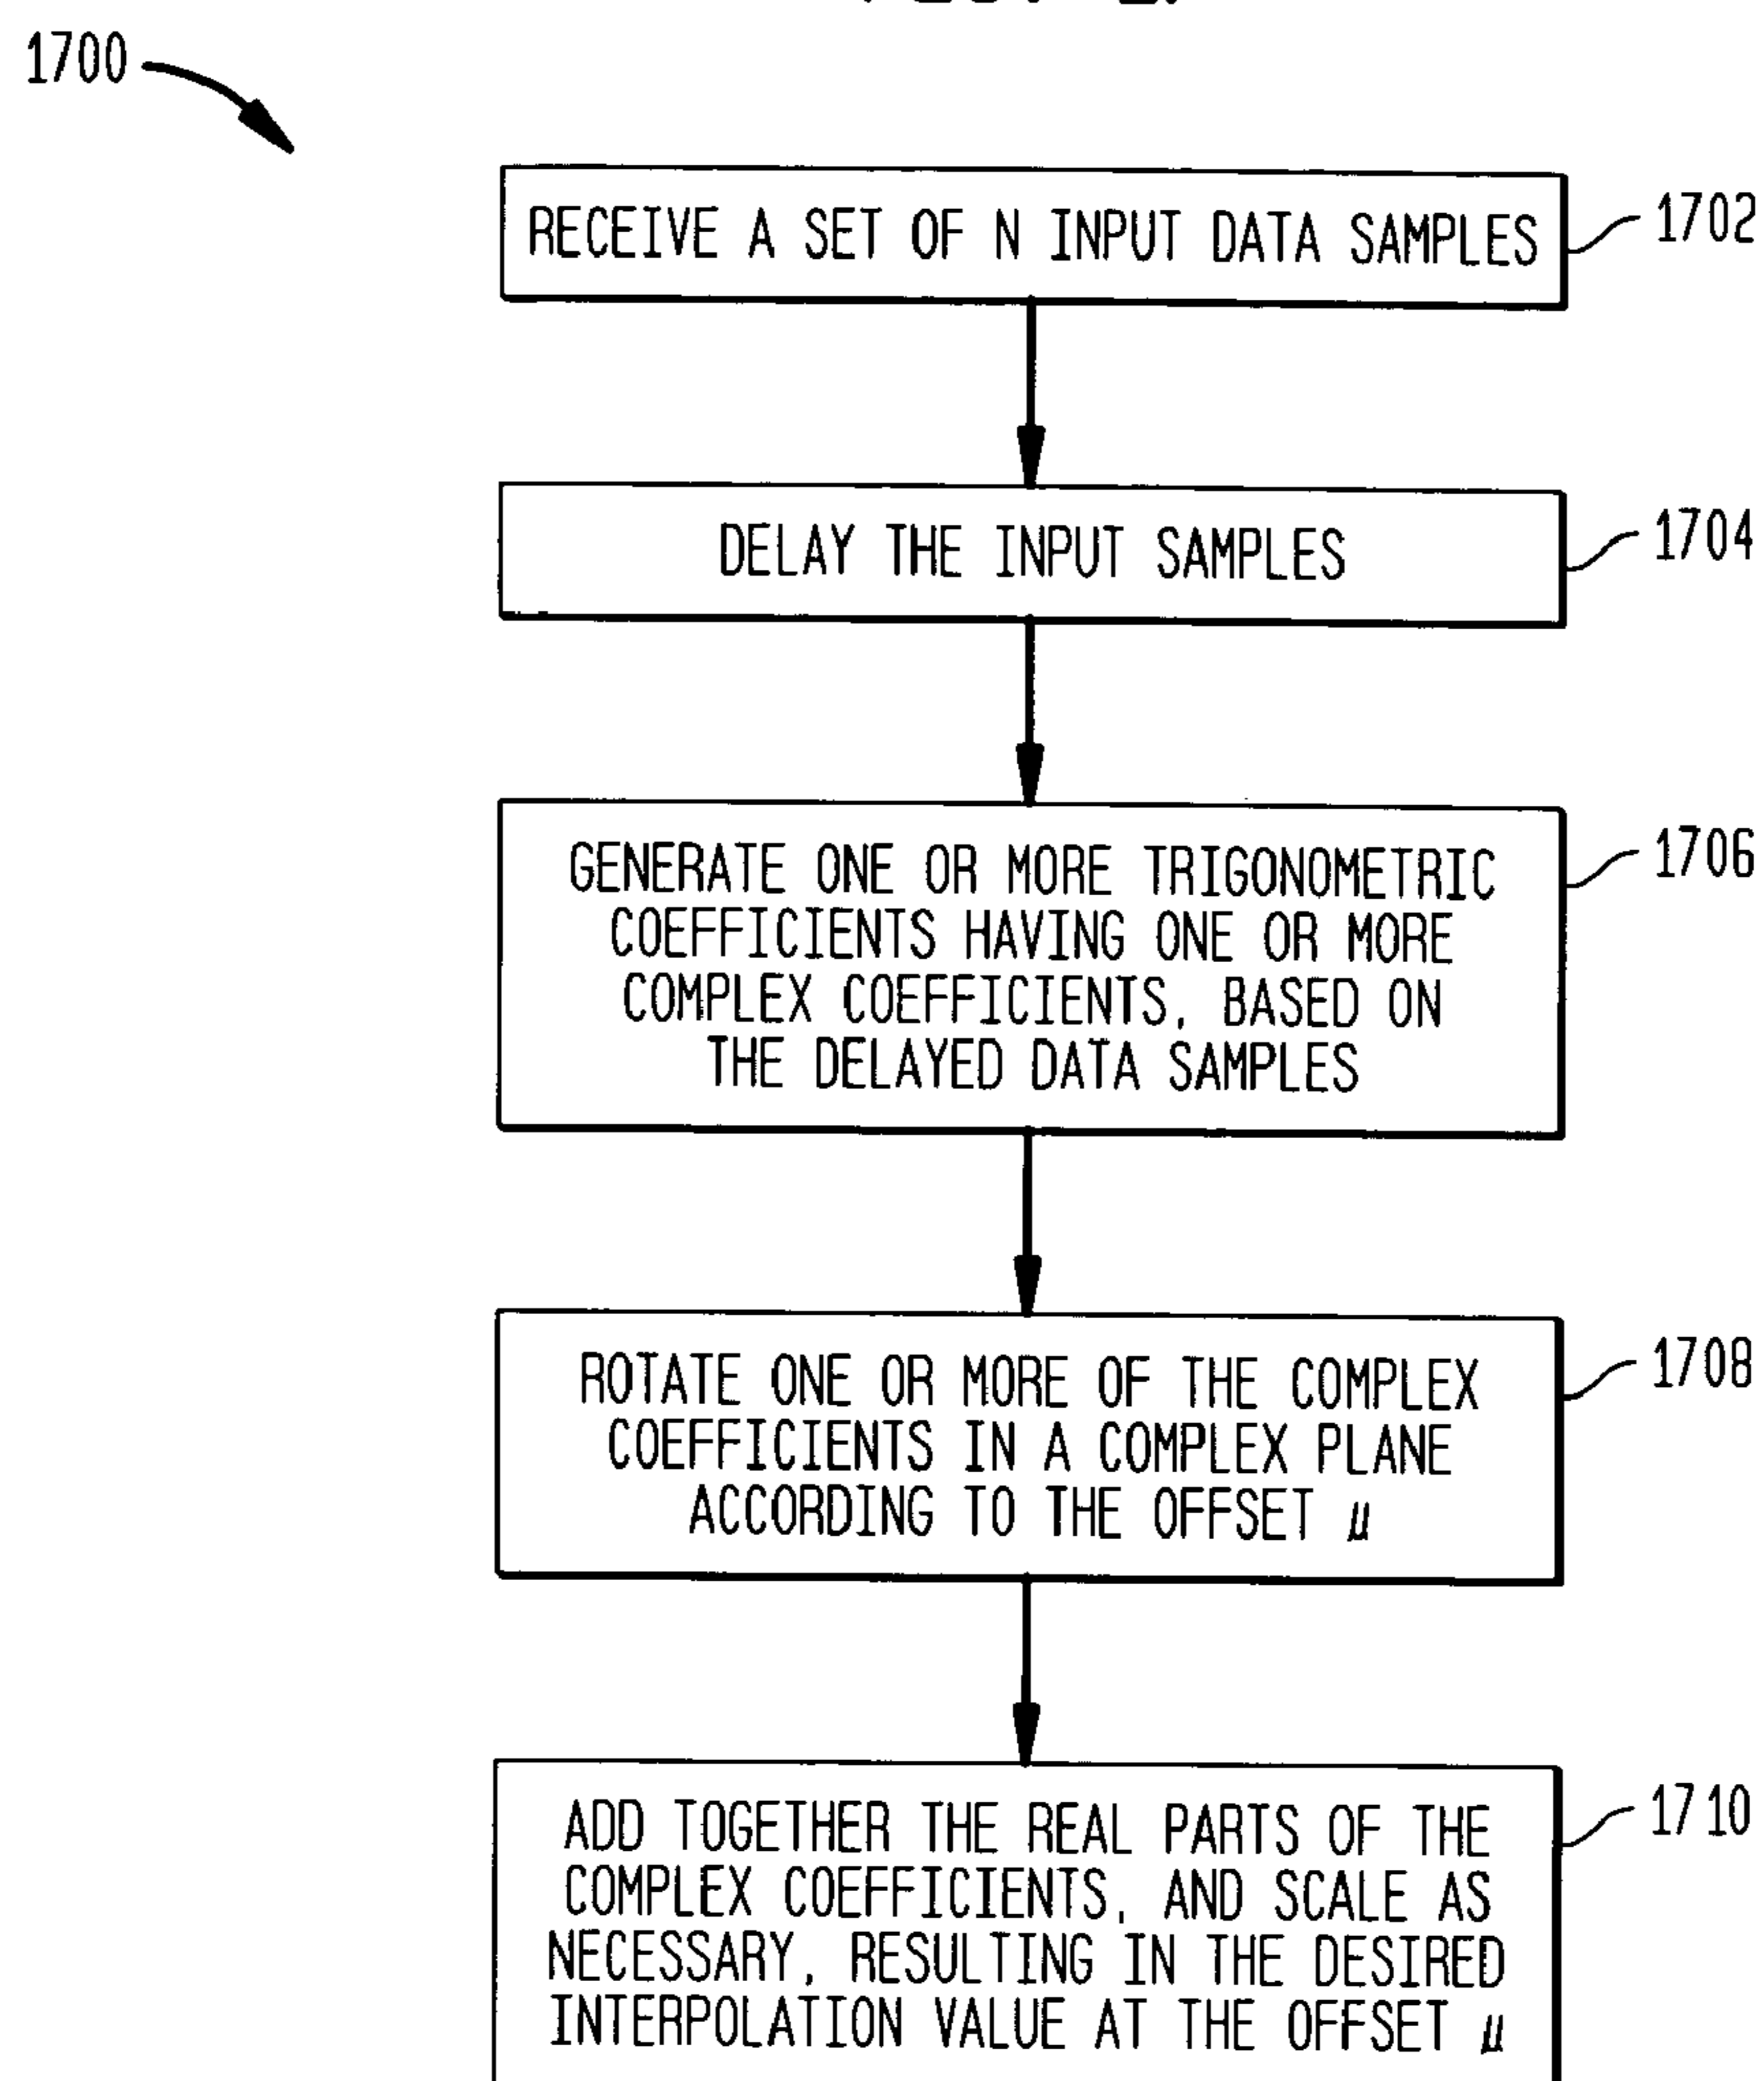 1700
RECEIVE A SET OF N INPUT DATA SAMPLES
1702
DELAY THE INPUT SAMPLES
1704
GENERATE ONE OR MORE TRIGONOMETRIC
COEFFICIENTS HAVING ONE OR MORE
COMPLEX COEFFICIENTS, BASED ON
THE DELAYED DATA SAMPLES
1706
ROTATE ONE OR MORE OF THE COMPLEX
COEFFICIENTS IN A COMPLEX PLANE
ACCORDING TO THE OFFSET μ
1708
ADD TOGETHER THE REAL PARTS OF THE
COMPLEX COEFFICIENTS, AND SCALE AS
NECESSARY, RESULTING IN THE DESIRED
INTERPOLATION VALUE AT THE OFFSET μ
1710